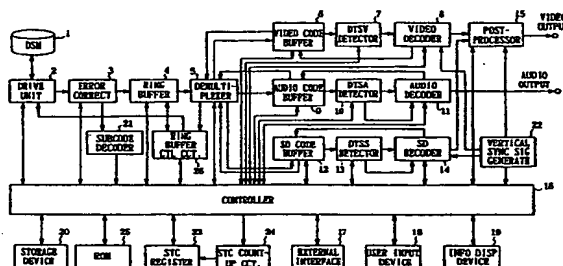 1
DSM
2
DRIVE
UNIT
3
ERROR
CORRECT
4
RING
BUFFER
5
DEMULTI-
PLEXER
6
VIDEO CODE
BUFFER
7
DTSV
DETECTOR
8
VIDEO
DECODER
15
POST-
PROCESSOR
VIDEO
OUTPUT
AUDIO CODE
BUFFER
9
DTSA
DETECTOR
10
AUDIO
DECODER
11
AUDIO
OUTPUT
21
SUBCODE
DECODER
RING
BUFFER
CTL CCT.
26
SD CODE
BUFFER
12
DTSS
DETECTOR
13
SD
DECODER
14
22
VERTICAL
SYNC SIG
GENERATE
CONTROLLER
16
20
STORAGE
DEVICE
25
ROM
23
STC
REGISTER
24
STC COUNT-
UP CCT.
17
EXTERNAL
INTERFACE
18
USER INPUT
DEVICE
19
INFO DISP
DEVICE